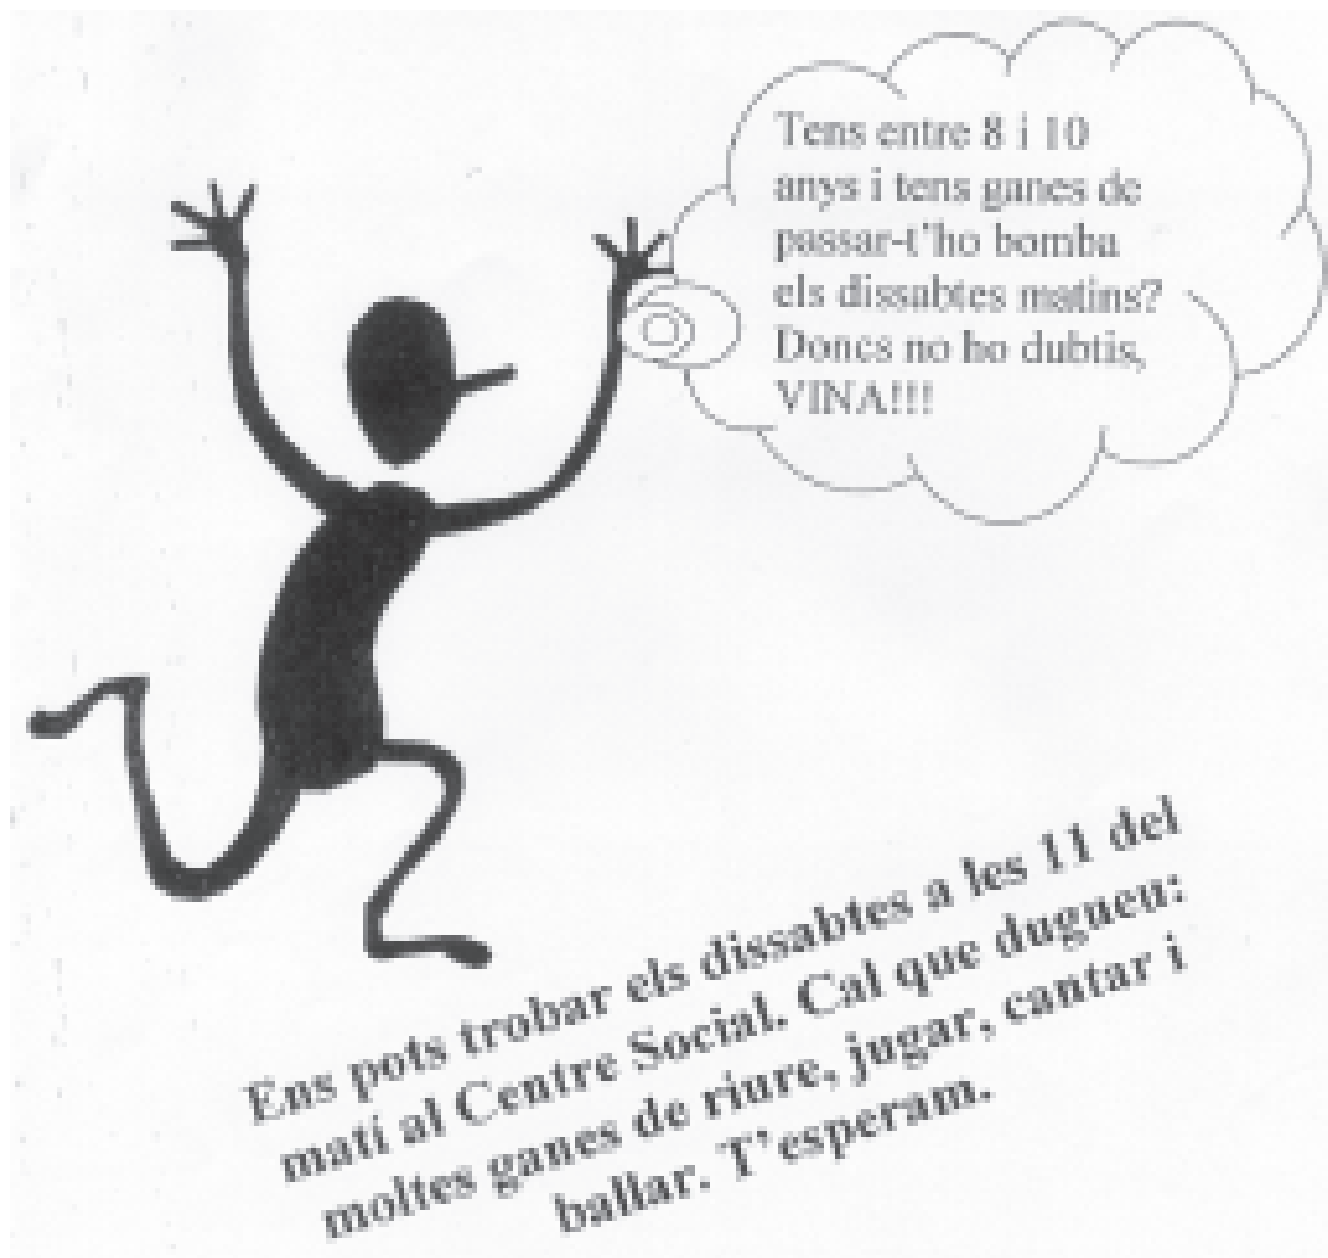 Tens entre 8 i 10
anys i tens ganes de
passar-t'ho bomba
els dissabtes matins?
Doncs no ho dubtis,
VINA!!!
Ens pots trobar els dissabtes a les 11 del
matí al Centre Social. Cal que dugueu:
moltes ganes de riure, jugar, cantar i
ballar. T'esperam.